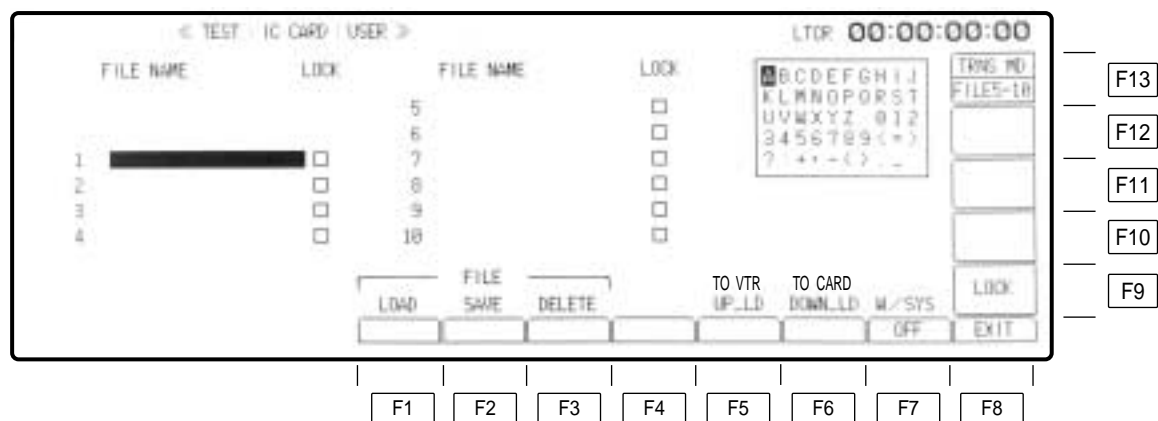 ≪ TEST / IC CARD / USER ≫
LTCR 00:00:00:00
FILE NAME LOCK FILE NAME LOCK
ABCDEFGHIJ
KLMNOPQRST
UVWXYZ 012
3456789<=>
TRNS MD
FILE5-10
1
2
3
4
5
6
7
8
9
10
FILE
LOAD SAVE DELETE
TO VTR
UP_LD
TO CARD
DOWN_LD
W/SYS
OFF
LOCK
EXIT
F13
F12
F11
F10
F9
F1 F2 F3 F4 F5 F6 F7 F8